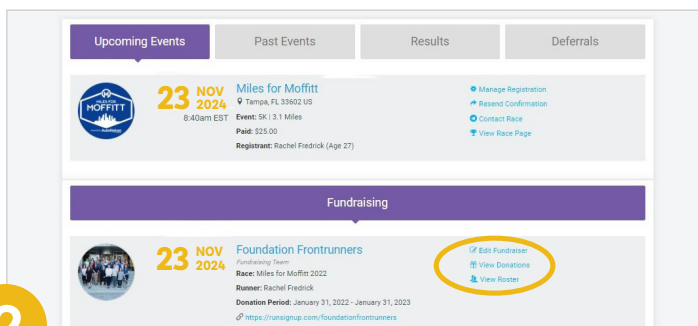 Upcoming Events
Past Events
Results
Deferrals
MILES FOR
MOFFITT
23 NOV 2024
8:40am EST
Miles for Moffitt
Tampa, FL 33602 US
Event: 5K | 3.1 Miles
Paid: $25.00
Registrant: Rachel Fredrick (Age 27)
Manage Registration
Resend Confirmation
Contact Race
View Race Page
Fundraising
23 NOV 2024
Foundation Frontrunners
Fundraising Team
Race: Miles for Moffitt 2022
Runner: Rachel Fredrick
Donation Period: January 31, 2022 - January 31, 2023
https://runsignup.com/foundationfrontrunners
Edit Fundraiser
View Donations
View Roster